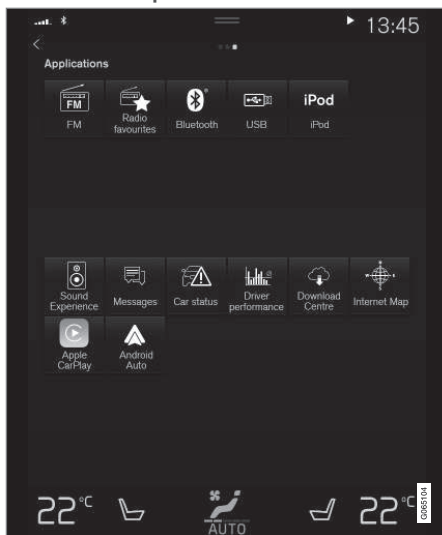 13:45
Applications
FM
FM
Radio
favourites
Bluetooth
USB
iPod
iPod
Sound
Experience
Messages
Car status
Driver
performance
Download
Centre
Internet Map
Apple
CarPlay
Android
Auto
22°C
AUTO
22°C
G065104